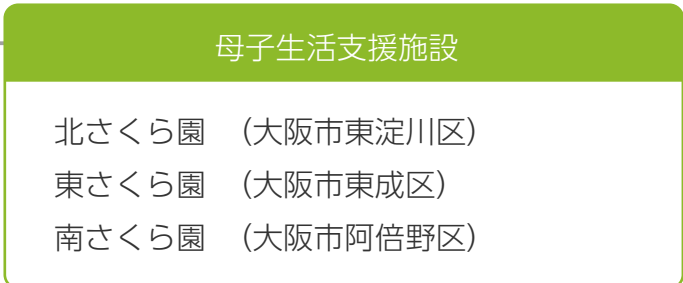 母子生活支援施設
北さくら園　（大阪市東淀川区）
東さくら園　（大阪市東成区）
南さくら園　（大阪市阿倍野区）